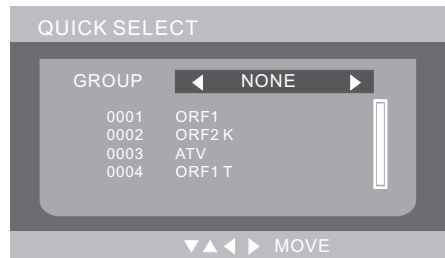 QUICK SELECT
GROUP ◀ NONE ▶
0001 ORF1
0002 ORF2 K
0003 ATV
0004 ORF1 T
▼▲◀ ▶ MOVE